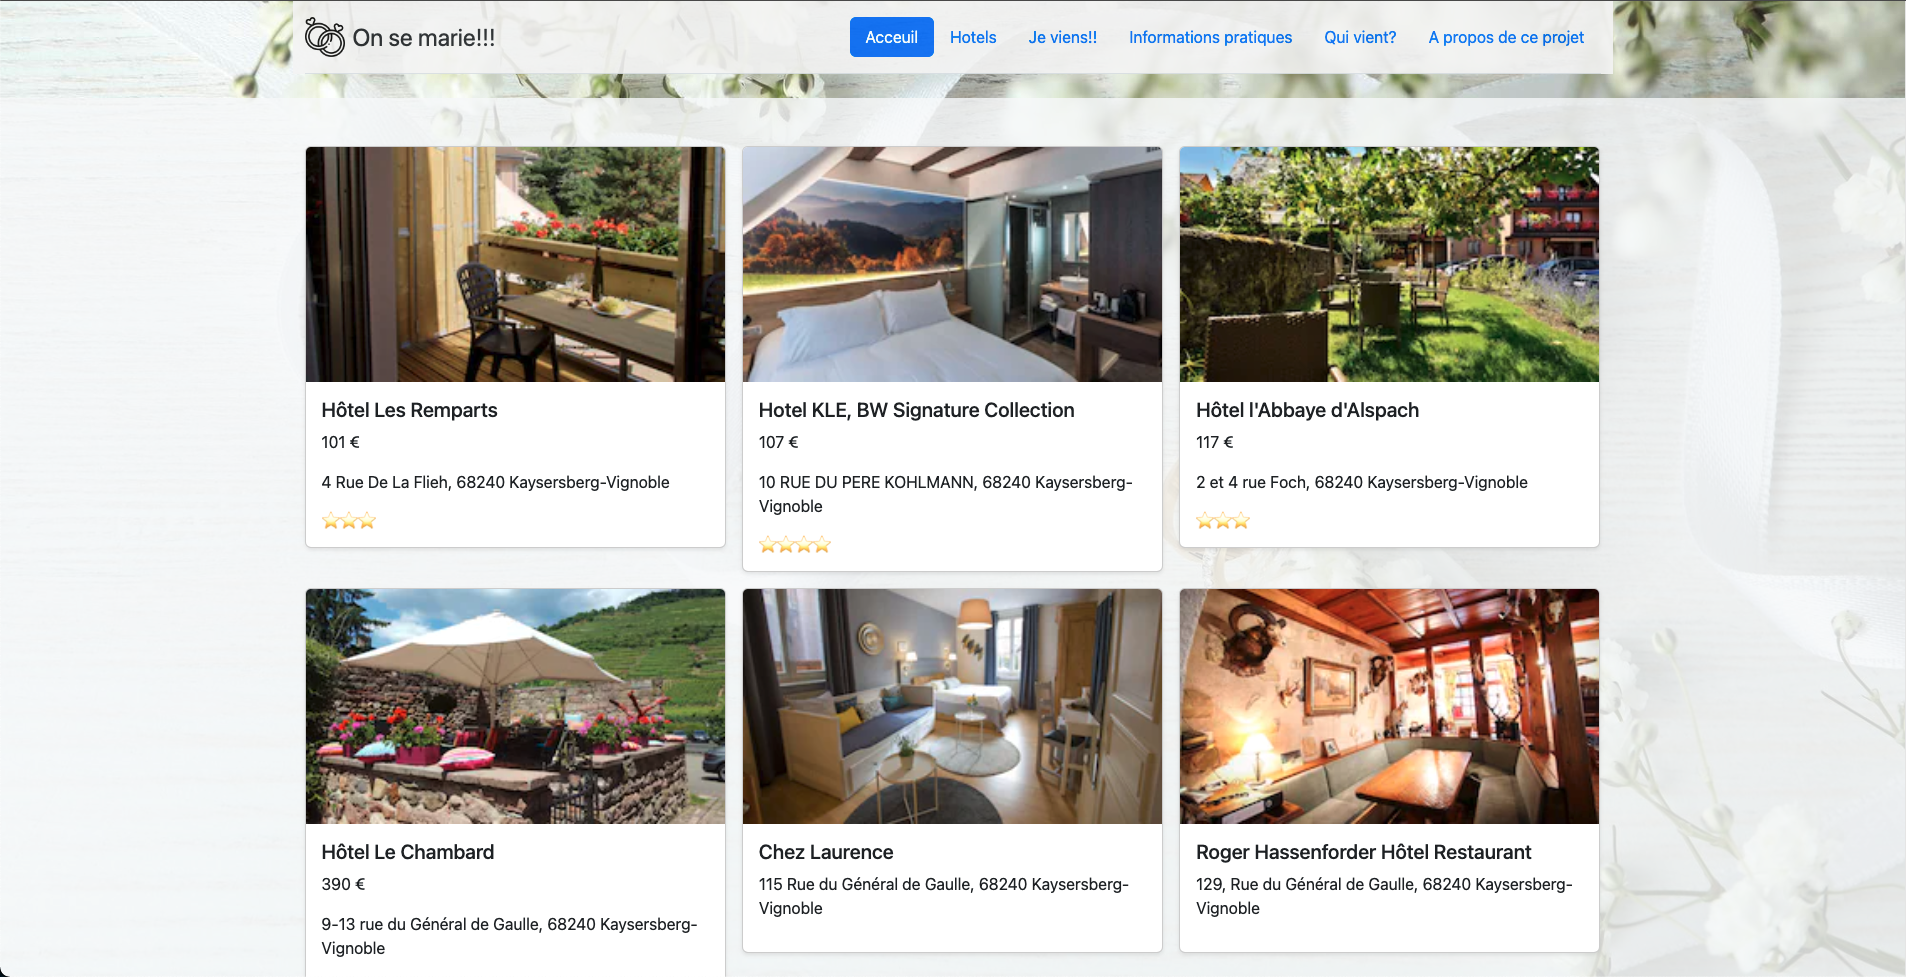 On se marie!!!
Acceuil
Hotels
Je viens!!
Informations pratiques
Qui vient?
A propos de ce projet
Hôtel Les Remparts
101 €
4 Rue De La Flieh, 68240 Kaysersberg-Vignoble
Hotel KLE, BW Signature Collection
107 €
10 RUE DU PERE KOHLMANN, 68240 Kaysersberg-
Vignoble
Hôtel l'Abbaye d'Alspach
117 €
2 et 4 rue Foch, 68240 Kaysersberg-Vignoble
Hôtel Le Chambard
390 €
9-13 rue du Général de Gaulle, 68240 Kaysersberg-
Vignoble
Chez Laurence
115 Rue du Général de Gaulle, 68240 Kaysersberg-
Vignoble
Roger Hassenforder Hôtel Restaurant
129, Rue du Général de Gaulle, 68240 Kaysersberg-
Vignoble